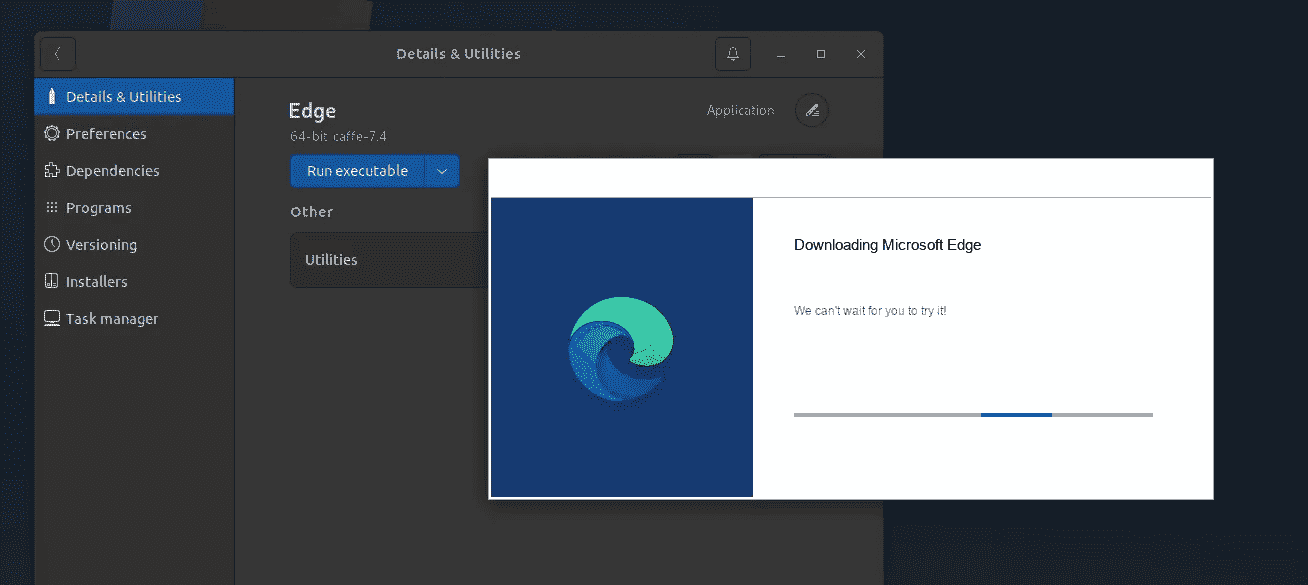 Details & Utilities
Details & Utilities
Preferences
Dependencies
Programs
Versioning
Installers
Task manager
Edge
Application
64-bit caffe-7.4
Run executable
Other
Utilities
Downloading Microsoft Edge
We can't wait for you to try it!